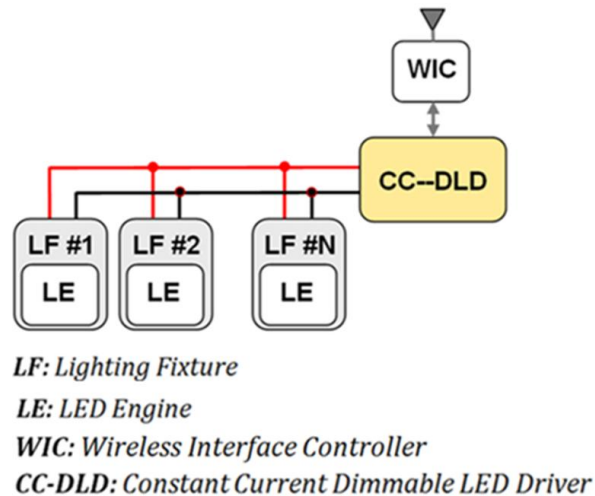 WIC
CC--DLD
LF #1 LF #2 LF #N
LE LE LE
LF: Lighting Fixture
LE: LED Engine
WIC: Wireless Interface Controller
CC-DLD: Constant Current Dimmable LED Driver